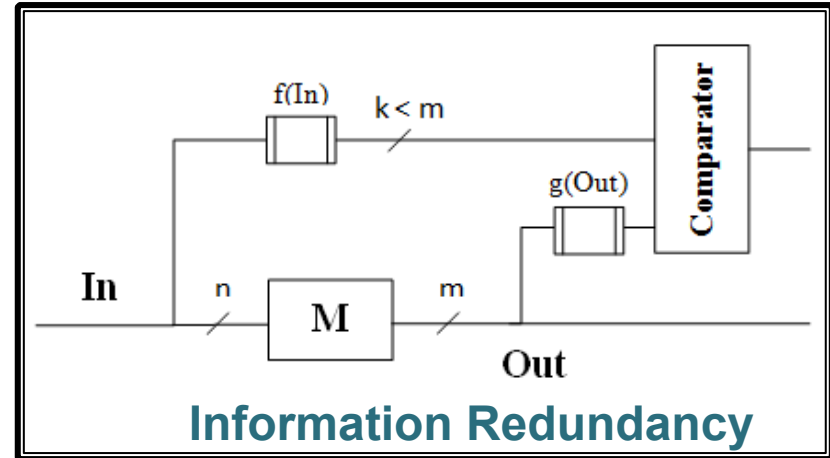 f(In)
k < m
Comparator
g(Out)
In
n
M
m
Out
Information Redundancy